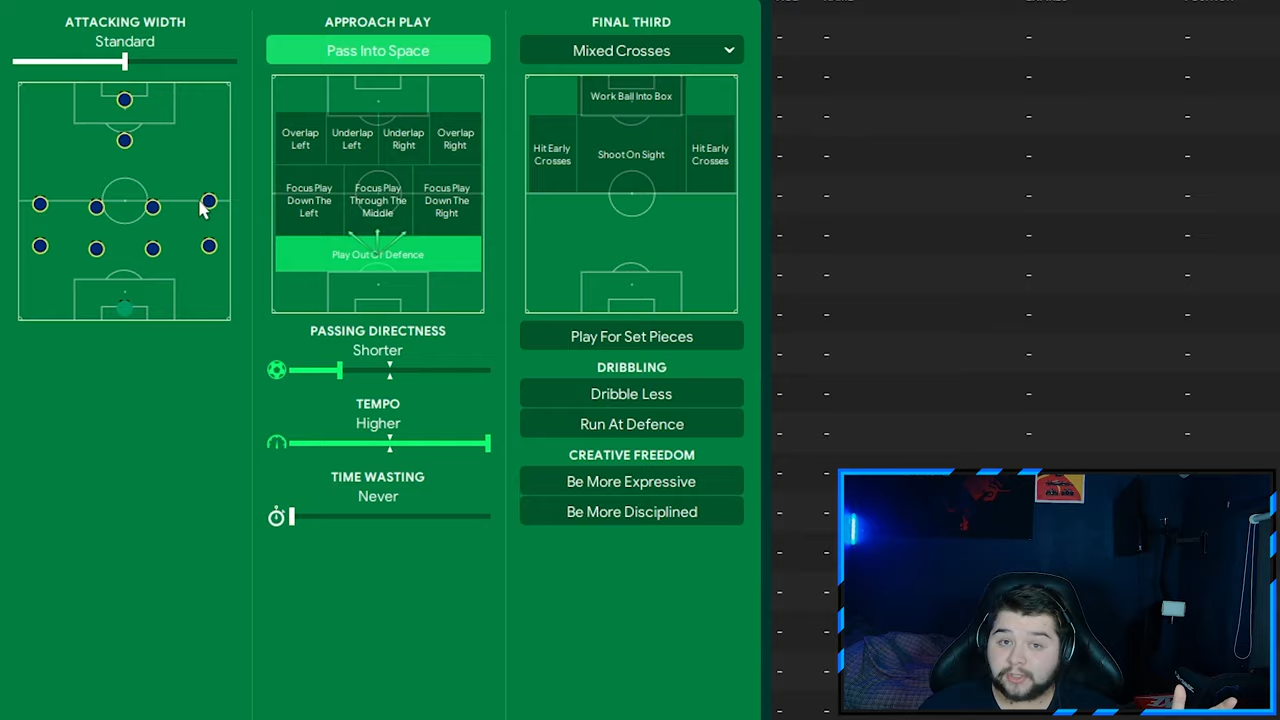 ATTACKING WIDTH
Standard
APPROACH PLAY
Pass Into Space
Overlap
Left
Underlap
Left
Underlap
Right
Overlap
Right
Focus Play
Down The
Left
Focus Play
Through The
Middle
Focus Play
Down The
Right
Play Out Of Defence
PASSING DIRECTNESS
Shorter
TEMPO
Higher
TIME WASTING
Never
FINAL THIRD
Mixed Crosses
Work Ball Into Box
Hit Early
Crosses
Shoot On Sight
Hit Early
Crosses
Play For Set Pieces
DRIBBLING
Dribble Less
Run At Defence
CREATIVE FREEDOM
Be More Expressive
Be More Disciplined